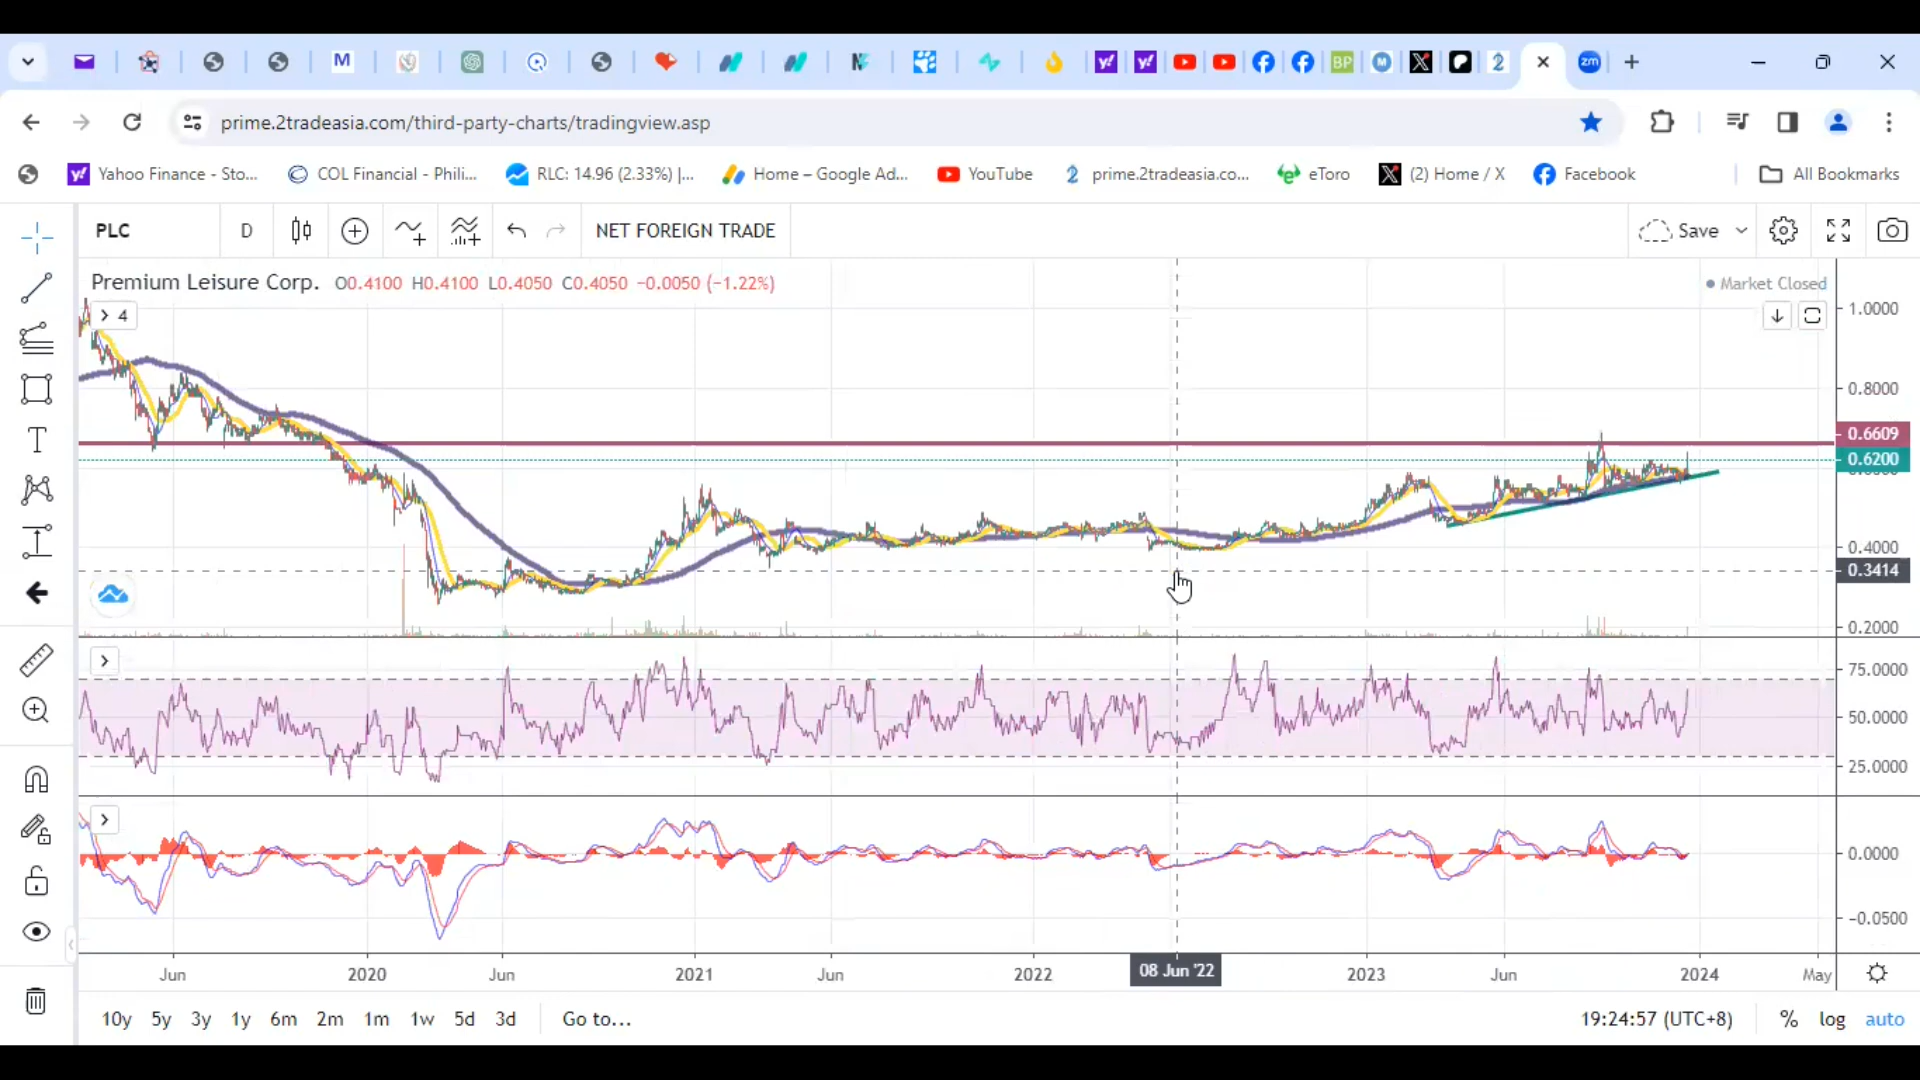 M N BP M X 2 zm
prime.2tradeasia.com/third-party-charts/tradingview.asp
y! Yahoo Finance - Sto... COL Financial - Phili... RLC: 14.96 (2.33%) |... Home – Google Ad... YouTube 2 prime.2tradeasia.co... eToro X (2) Home / X Facebook All Bookmarks
PLC D NET FOREIGN TRADE Save
Premium Leisure Corp. O0.4100 H0.4100 L0.4050 C0.4050 −0.0050 (−1.22%) Market Closed
4
1.0000
0.8000
0.6609
0.6200
0.4000
0.3414
0.2000
75.0000
50.0000
25.0000
0.0000
−0.0500
Jun 2020 Jun 2021 Jun 2022 08 Jun '22 2023 Jun 2024 May
10y 5y 3y 1y 6m 2m 1m 1w 5d 3d Go to... 19:24:57 (UTC+8) % log auto